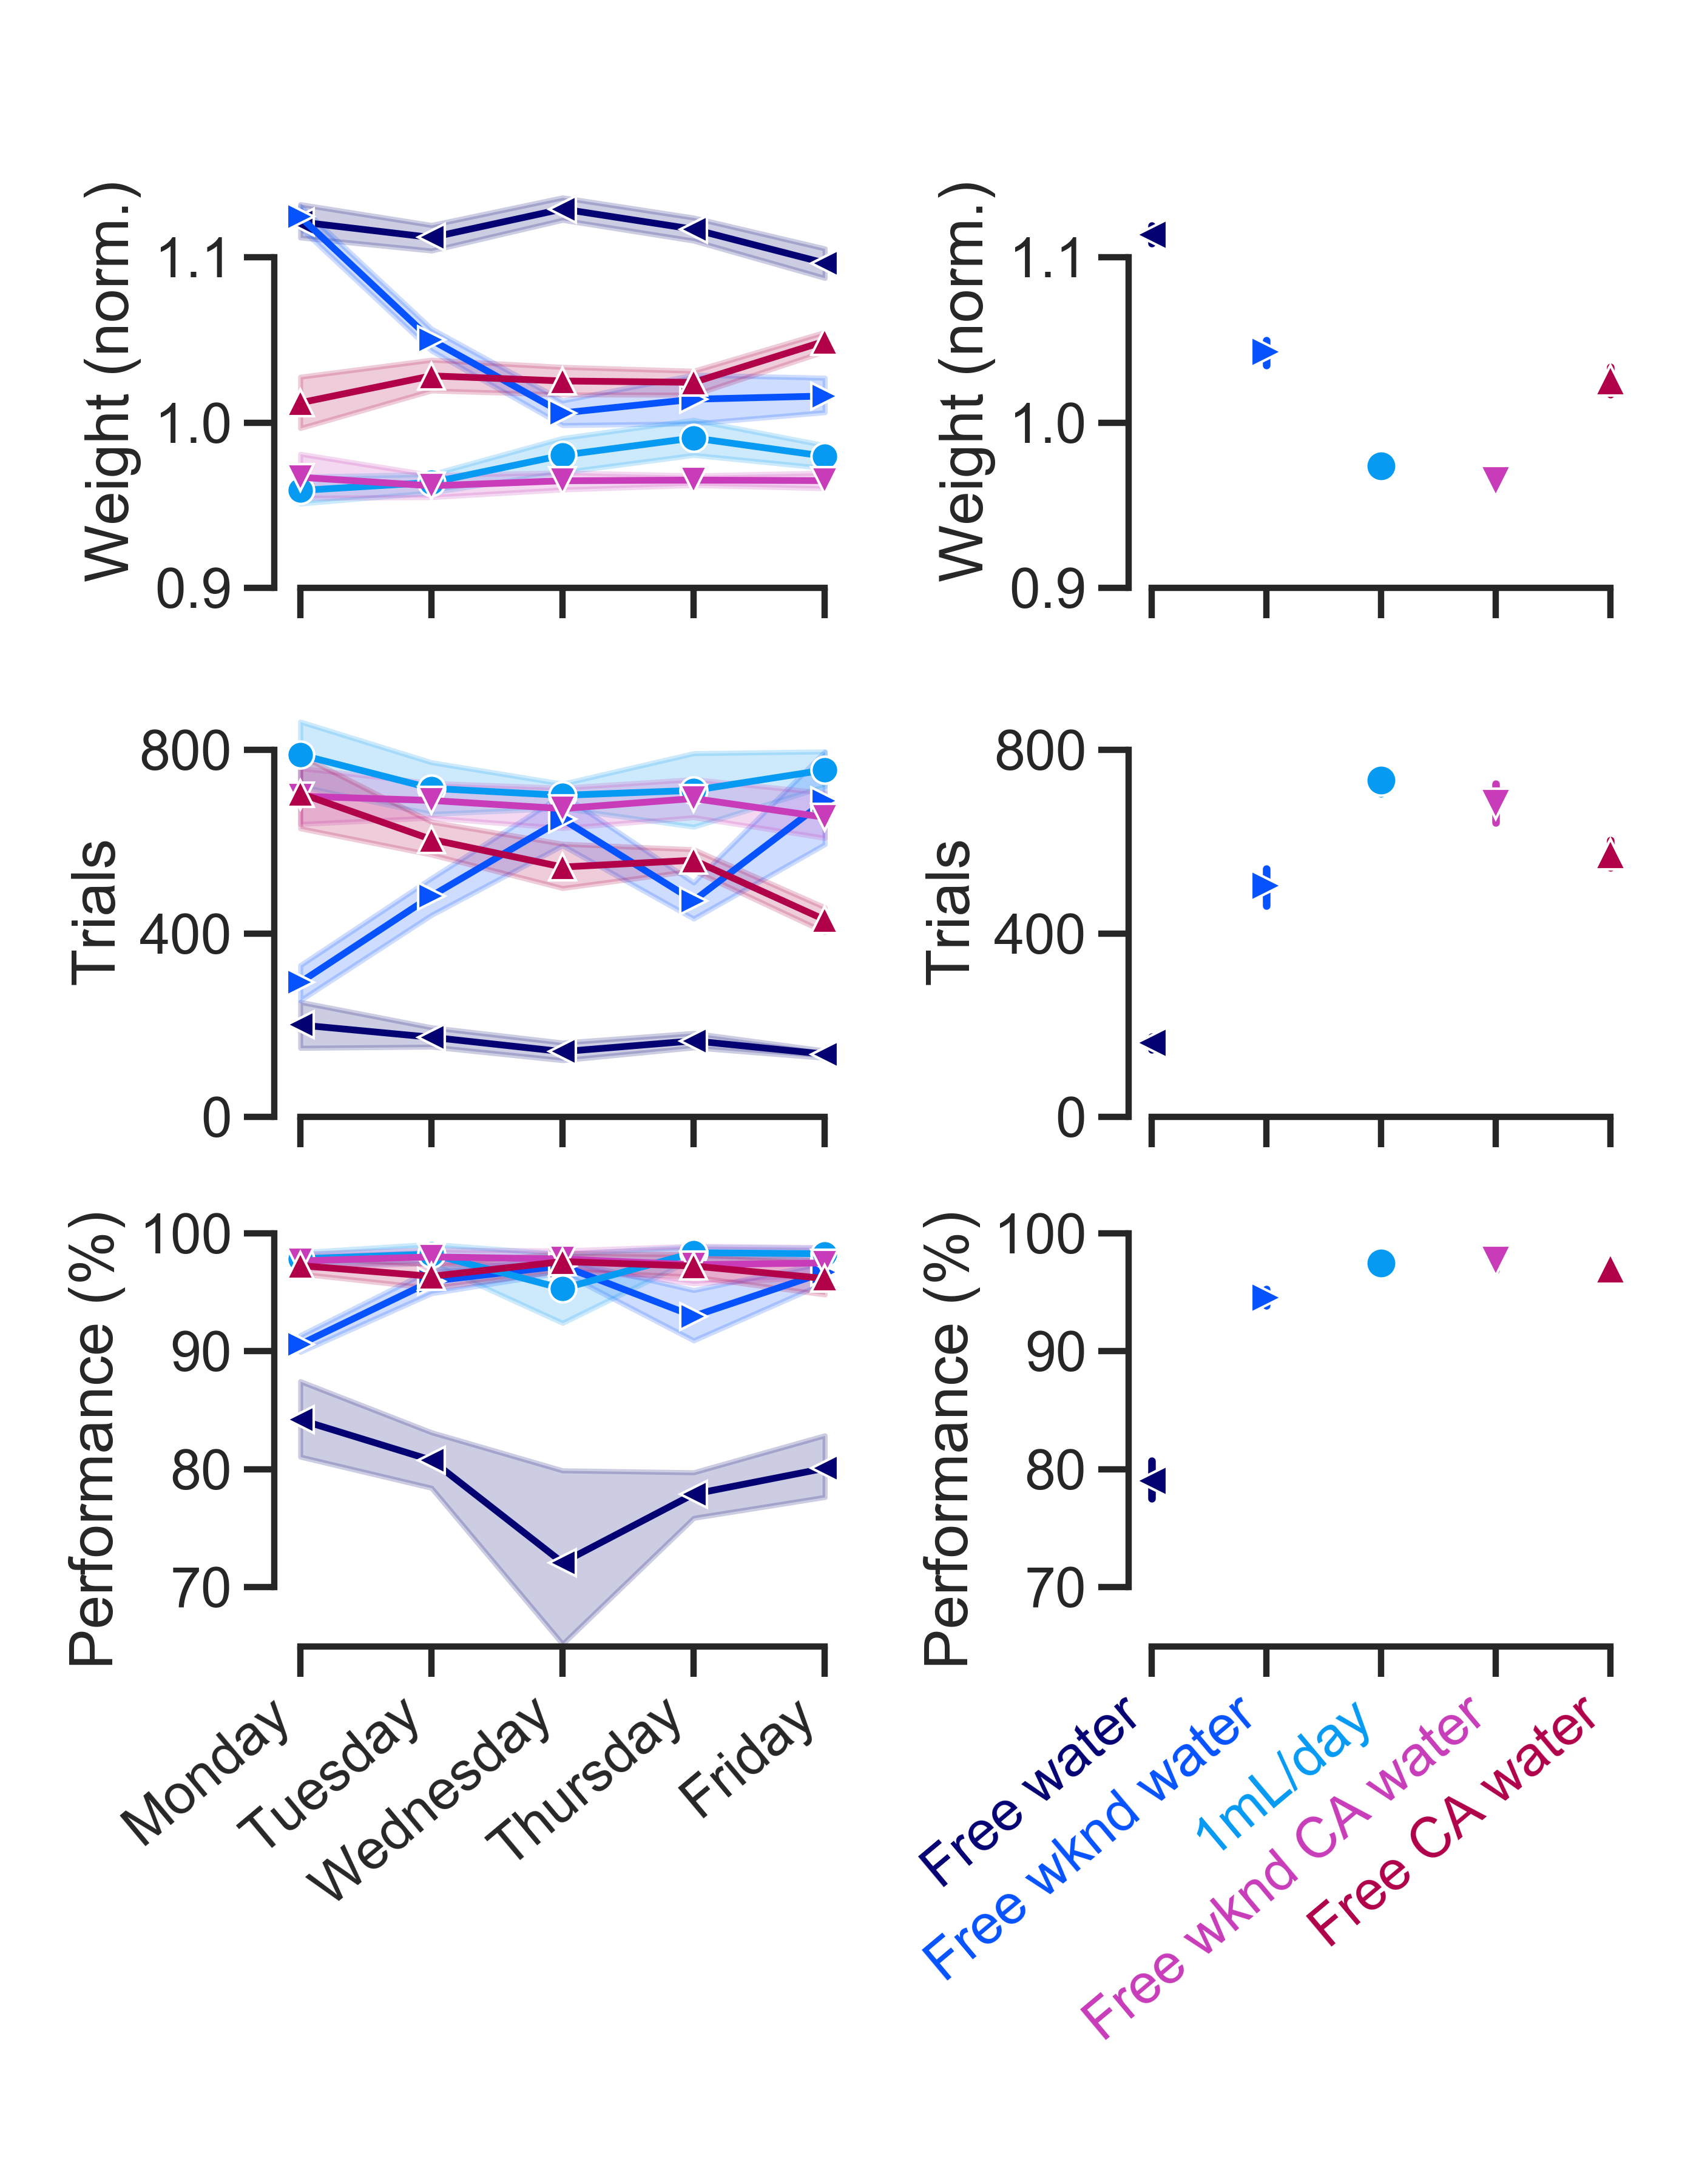 Weight (norm.)
1.1
1.0
0.9
Weight (norm.)
1.1
1.0
0.9
Trials
800
400
0
Trials
800
400
0
Performance (%)
100
90
80
70
Performance (%)
100
90
80
70
Monday
Tuesday
Wednesday
Thursday
Friday
Free water
Free wknd water
1mL/day
Free wknd CA water
Free CA water